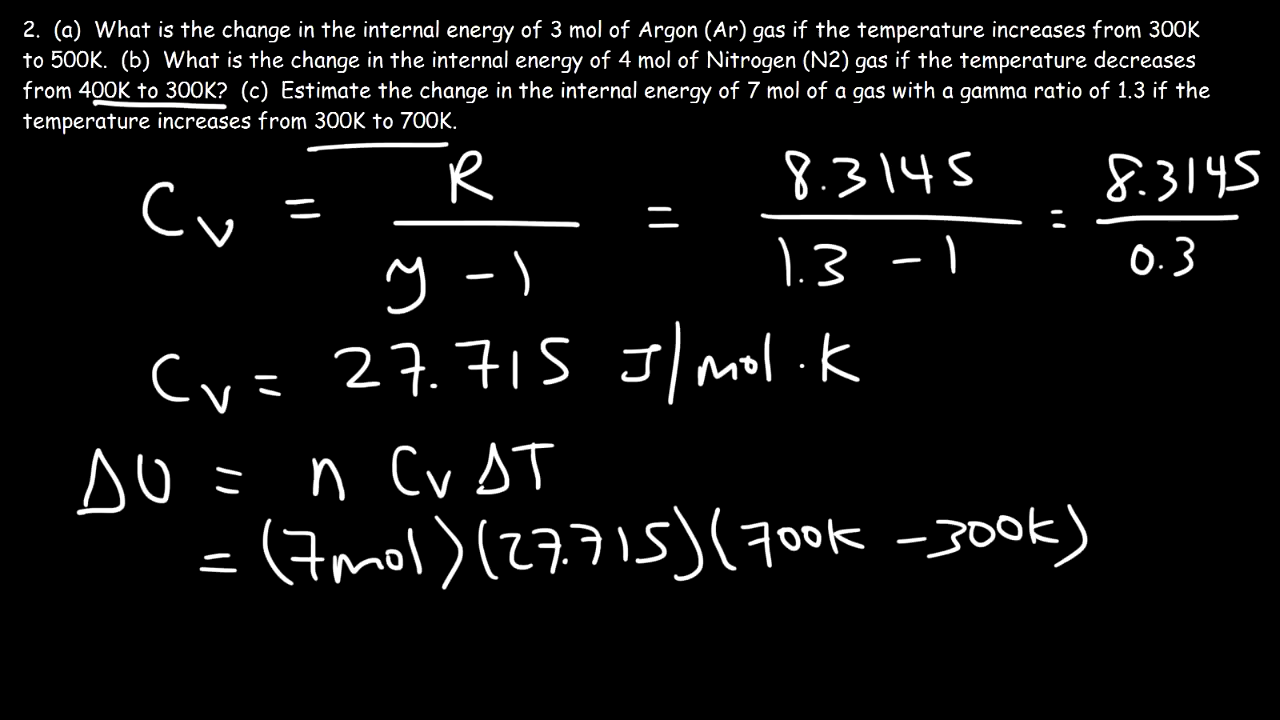 2. (a) What is the change in the internal energy of 3 mol of Argon (Ar) gas if the temperature increases from 300K
to 500K. (b) What is the change in the internal energy of 4 mol of Nitrogen (N2) gas if the temperature decreases
from 400K to 300K? (c) Estimate the change in the internal energy of 7 mol of a gas with a gamma ratio of 1.3 if the
temperature increases from 300K to 700K.
Cv = R / y - 1 = 8.3145 / 1.3 - 1 = 8.3145 / 0.3
Cv = 27.715 J/mol·K
ΔU = n Cv ΔT
= (7mol)(27.715)(700K - 300K)